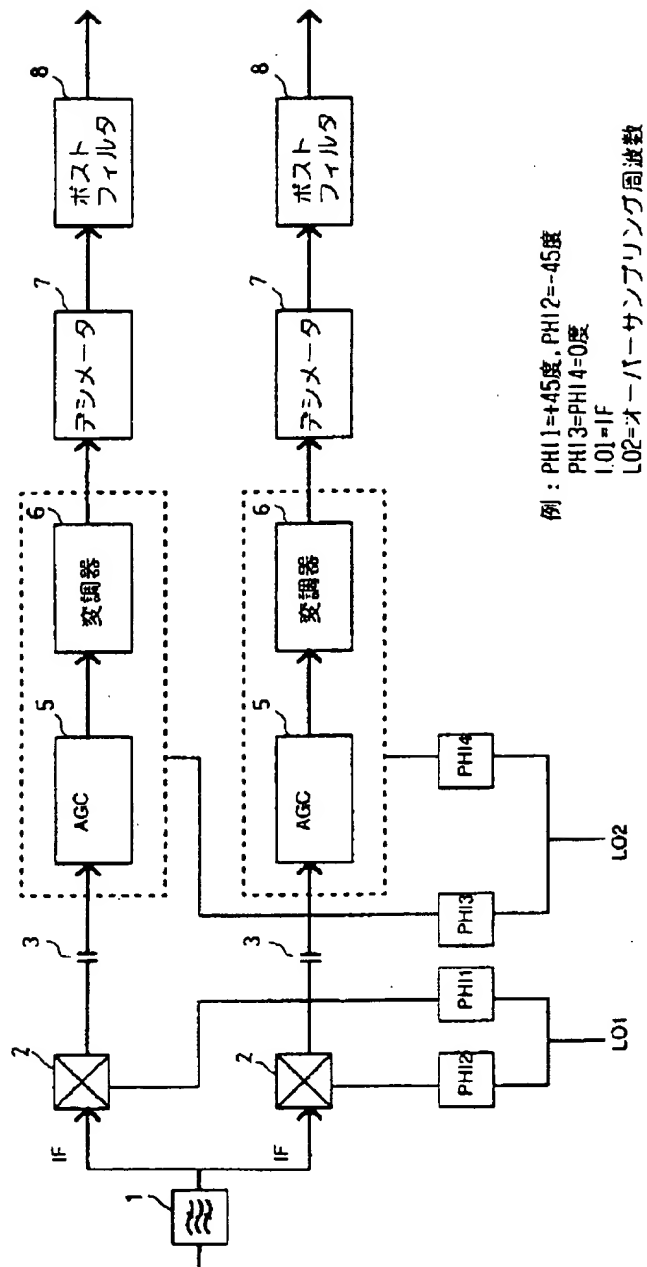 1
IF
IF
2
2
3
3
5
AGC
6
変調器
7
デシメータ
8
ポスト
フィルタ
5
AGC
6
変調器
7
デシメータ
8
ポスト
フィルタ
PHI2
PHI1
PHI3
PHI4
LO1
LO2
例：PHI1=+45度, PHI2=-45度
PHI3=PHI4=0度
LO1=IF
LO2=オーバーサンプリング周波数